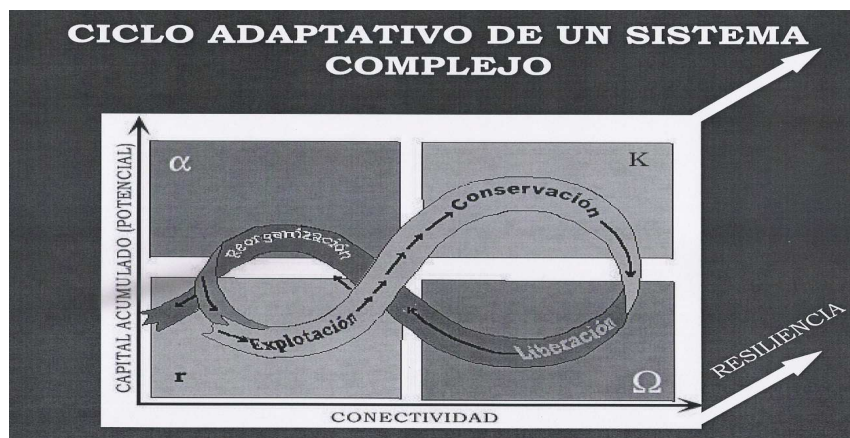 CICLO ADAPTATIVO DE UN SISTEMA
COMPLEJO
CAPITAL ACUMULADO (POTENCIAL)
α
K
Conservación
Reorganización
Explotación
Liberación
r
Ω
RESILIENCIA
CONECTIVIDAD